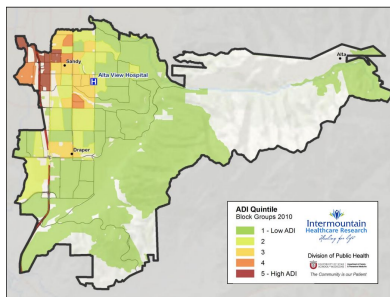 Alta
Sandy
Alta View Hospital
H
Draper
ADI Quintile
Block Groups 2010
1 - Low ADI
2
3
4
5 - High ADI
Intermountain
Healthcare Research
Healing for life
Division of Public Health
The Community is our Patient